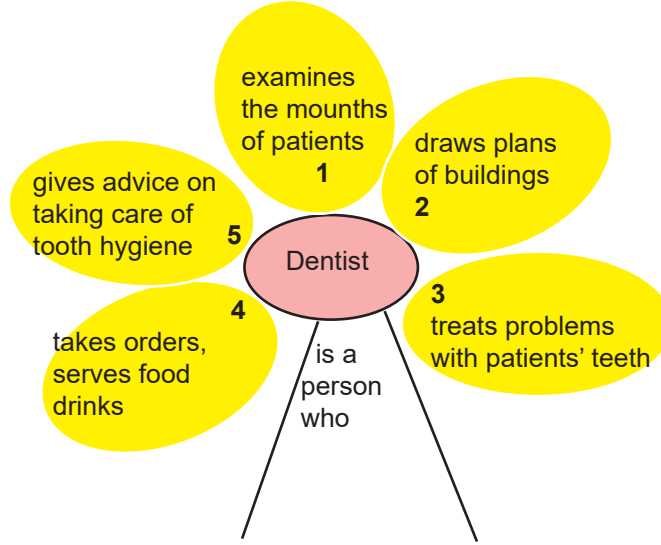 examines
the mounths
of patients
1
draws plans
of buildings
2
3
treats problems
with patients’ teeth
4
takes orders,
serves food
drinks
gives advice on
taking care of
tooth hygiene
5
Dentist
is a
person
who